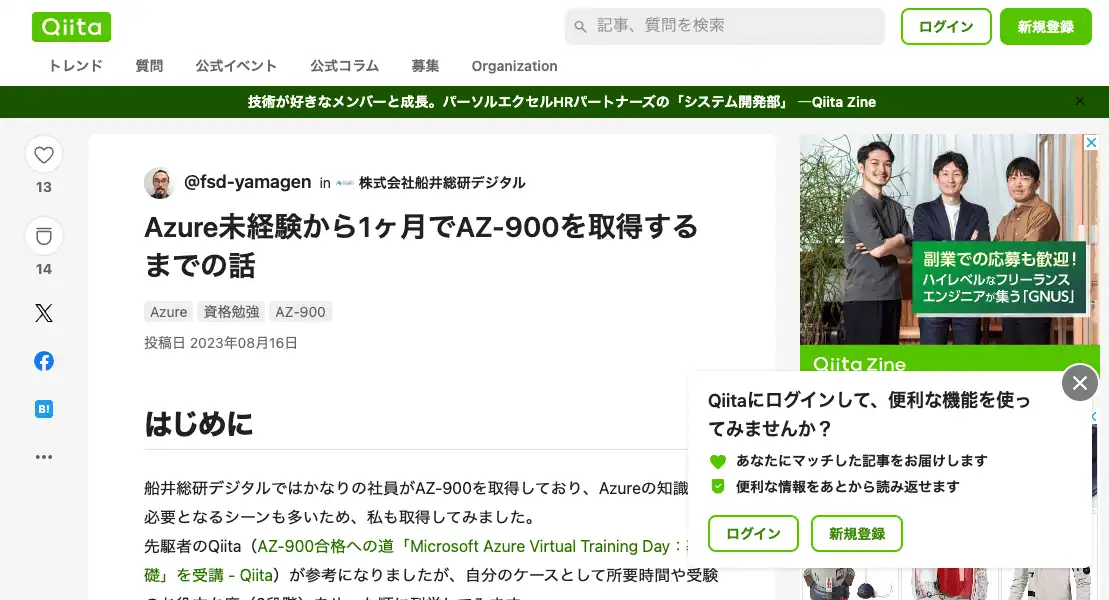 Qiita
記事、質問を検索
ログイン
新規登録
トレンド
質問
公式イベント
公式コラム
募集
Organization
技術が好きなメンバーと成長。パーソルエクセルHRパートナーズの「システム開発部」 ―Qiita Zine
13
14
B!
@fsd-yamagen in 株式会社船井総研デジタル
Azure未経験から1ヶ月でAZ-900を取得する
までの話
Azure
資格勉強
AZ-900
投稿日 2023年08月16日
はじめに
船井総研デジタルではかなりの社員がAZ-900を取得しており、Azureの知識
必要となるシーンも多いため、私も取得してみました。
先駆者のQiita（AZ-900合格への道「Microsoft Azure Virtual Training Day：
礎」を受講 - Qiita）が参考になりましたが、自分のケースとして所要時間や受験
副業での応募も歓迎！
ハイレベルなフリーランス
エンジニアが集う「GNUS」
Qiita Zine
Qiitaにログインして、便利な機能を使っ
てみませんか？
あなたにマッチした記事をお届けします
便利な情報をあとから読み返せます
ログイン
新規登録